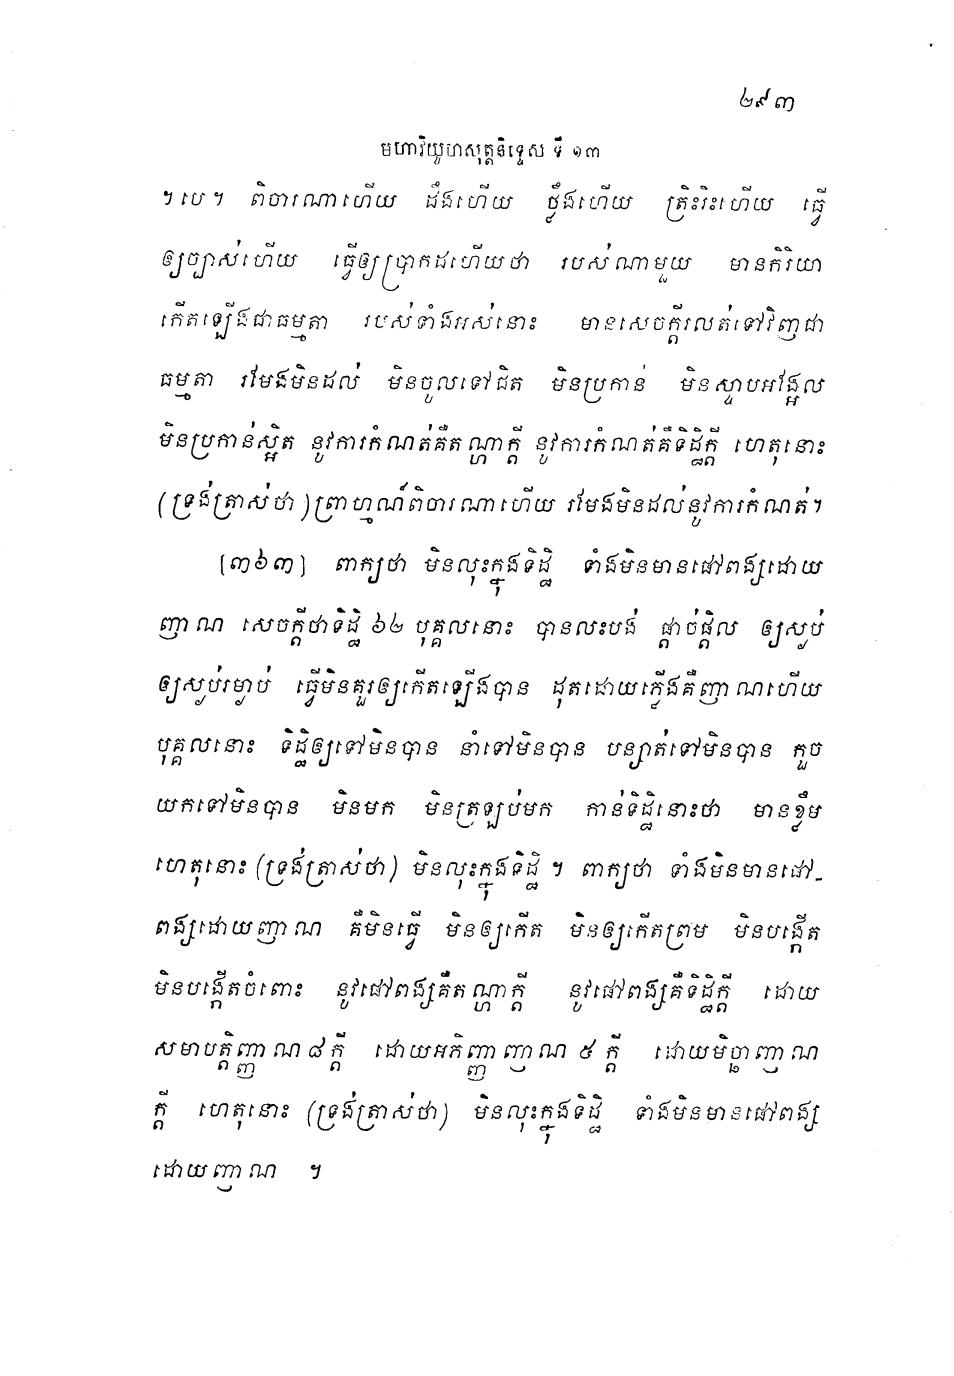 ២៩៣
មហាវិយូហសុត្តនិទ្ទេស ទី ១៣
។ បេ ។ ពិចារណាហើយ ដឹងហើយ ថ្លឹងហើយ ត្រិះរិះហើយ ធ្វើ
ឲ្យច្បាស់ហើយ ធ្វើឲ្យប្រាកដហើយថា របស់ណាមួយ មានកិរិយា
កើតឡើងជាធម្មតា របស់ទាំងអស់នោះ មានសេចក្តីរលត់ទៅវិញជា
ធម្មតា រមែងមិនដល់ មិនចូលទៅជិត មិនប្រកាន់ មិនស្ទាបអង្អែល
មិនប្រកាន់ស្អិត នូវការកំណត់គឺតណ្ហាក្តី នូវការកំណត់គឺទិដ្ឋិក្តី ហេតុនោះ
(ទ្រង់ត្រាស់ថា) ព្រាហ្មណ៍ពិចារណាហើយ រមែងមិនដល់នូវការកំណត់។
[៣៦៣] ពាក្យថា មិនលុះក្នុងទិដ្ឋិ ទាំងមិនមានផៅពង្សដោយ
ញាណ សេចក្តីថាទិដ្ឋិ ៦២ បុគ្គលនោះ បានលះបង់ ផ្តាច់ផ្តិល ឲ្យស្ងប់
ឲ្យស្ងប់រម្ងាប់ ធ្វើមិនគួរឲ្យកើតឡើងបាន ដុតដោយភ្លើងគឺញាណហើយ
បុគ្គលនោះ ទិដ្ឋិឲ្យទៅមិនបាន នាំទៅមិនបាន បន្សាត់ទៅមិនបាន កួច
យកទៅមិនបាន មិនមក មិនត្រឡប់មក កាន់ទិដ្ឋិនោះថា មានខ្លឹម
ហេតុនោះ (ទ្រង់ត្រាស់ថា) មិនលុះក្នុងទិដ្ឋិ ។ ពាក្យថា ទាំងមិនមានផៅ-
ពង្សដោយញាណ គឺមិនធ្វើ មិនឲ្យកើត មិនឲ្យកើតព្រម មិនបង្កើត
មិនបង្កើតចំពោះ នូវផៅពង្សគឺតណ្ហាក្តី នូវផៅពង្សគឺទិដ្ឋិក្តី ដោយ
សមាបត្តិញ្ញាណ ៨ ក្តី ដោយអភិញ្ញាញាណ ៥ ក្តី ដោយមិច្ឆាញាណ
ក្តី ហេតុនោះ (ទ្រង់ត្រាស់ថា) មិនលុះក្នុងទិដ្ឋិ ទាំងមិនមានផៅពង្ស
ដោយញាណ ។